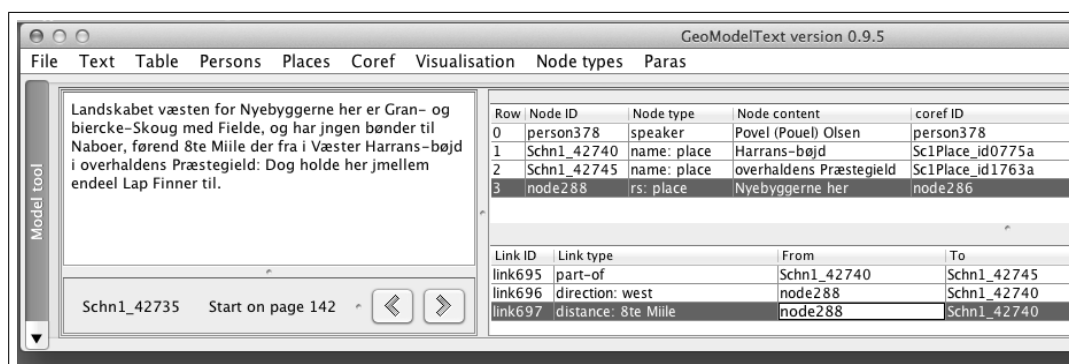 GeoModelText version 0.9.5
File Text Table Persons Places Coref Visualisation Node types Paras
Model tool
Landskabet væsten for Nyebyggerne her er Gran- og
biercke-Skoug med Fielde, og har jngen bønder til
Naboer, førend 8te Miile der fra i Væster Harrans-bøjd
i overhaldens Præstegield: Dog holde her jmellem
endeel Lap Finner til.
Schn1_42735 Start on page 142
Row Node ID Node type Node content coref ID
0 person378 speaker Povel (Pouel) Olsen person378
1 Schn1_42740 name: place Harrans-bøjd Sc1Place_id0775a
2 Schn1_42745 name: place overhaldens Præstegield Sc1Place_id1763a
3 node288 rs: place Nyebyggerne her node286
Link ID Link type From To
link695 part-of Schn1_42740 Schn1_42745
link696 direction: west node288 Schn1_42740
link697 distance: 8te Miile node288 Schn1_42740